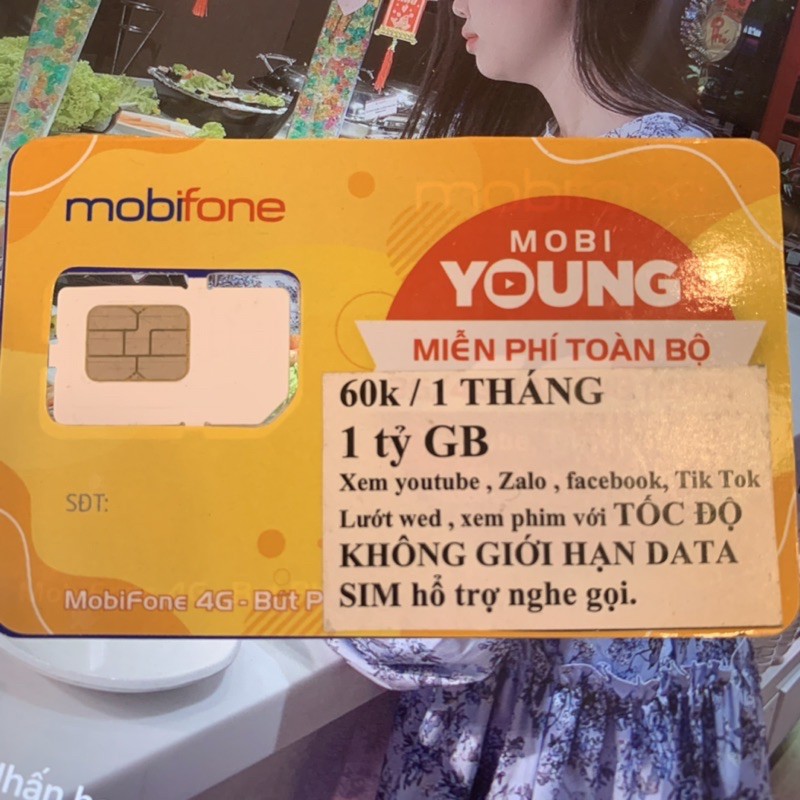 mobifone
MOBI
YOUNG
MIỄN PHÍ TOÀN BỘ
60k / 1 THÁNG
1 tỷ GB
Xem youtube , Zalo , facebook, Tik Tok
Lướt wed , xem phim với TỐC ĐỘ
KHÔNG GIỚI HẠN DATA
SIM hổ trợ nghe gọi.
SĐT:
MobiFone 4G - Bứt